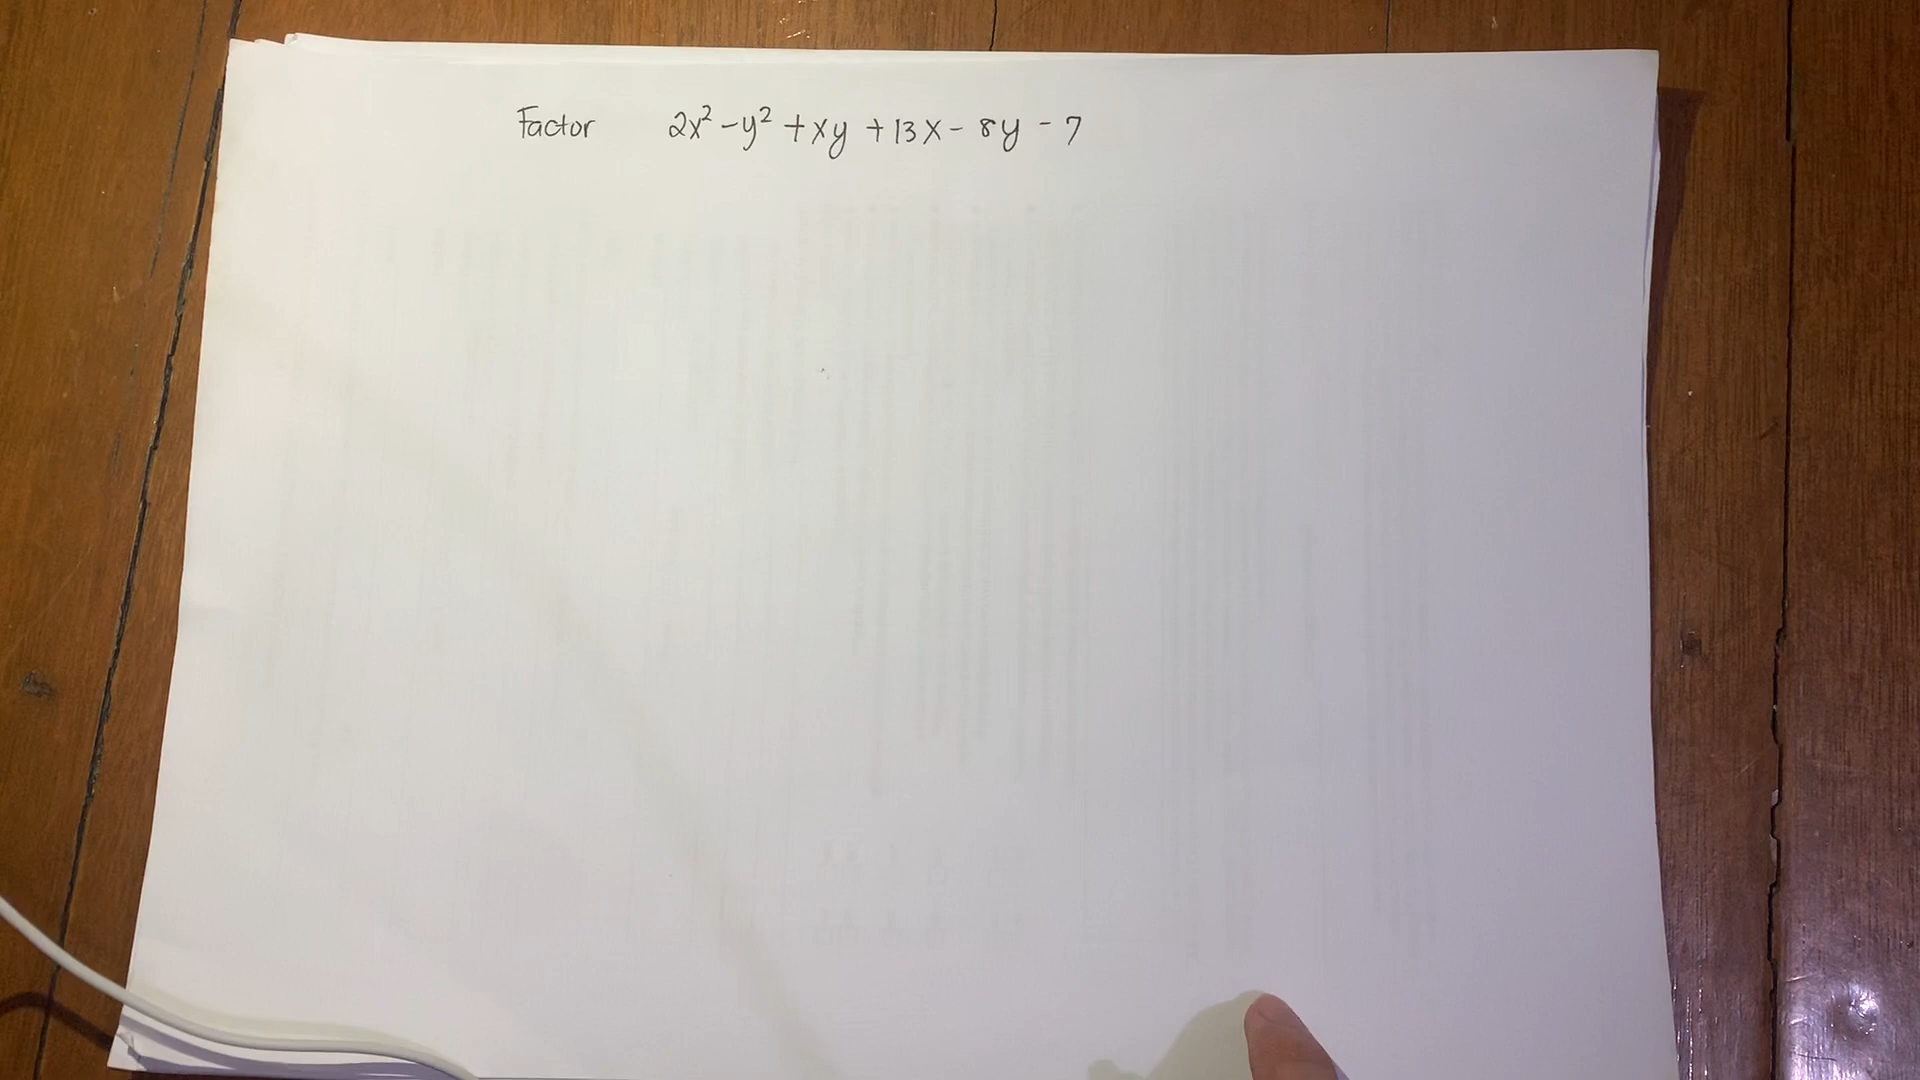 Factor 2x² - y² + xy + 13x - 8y - 7